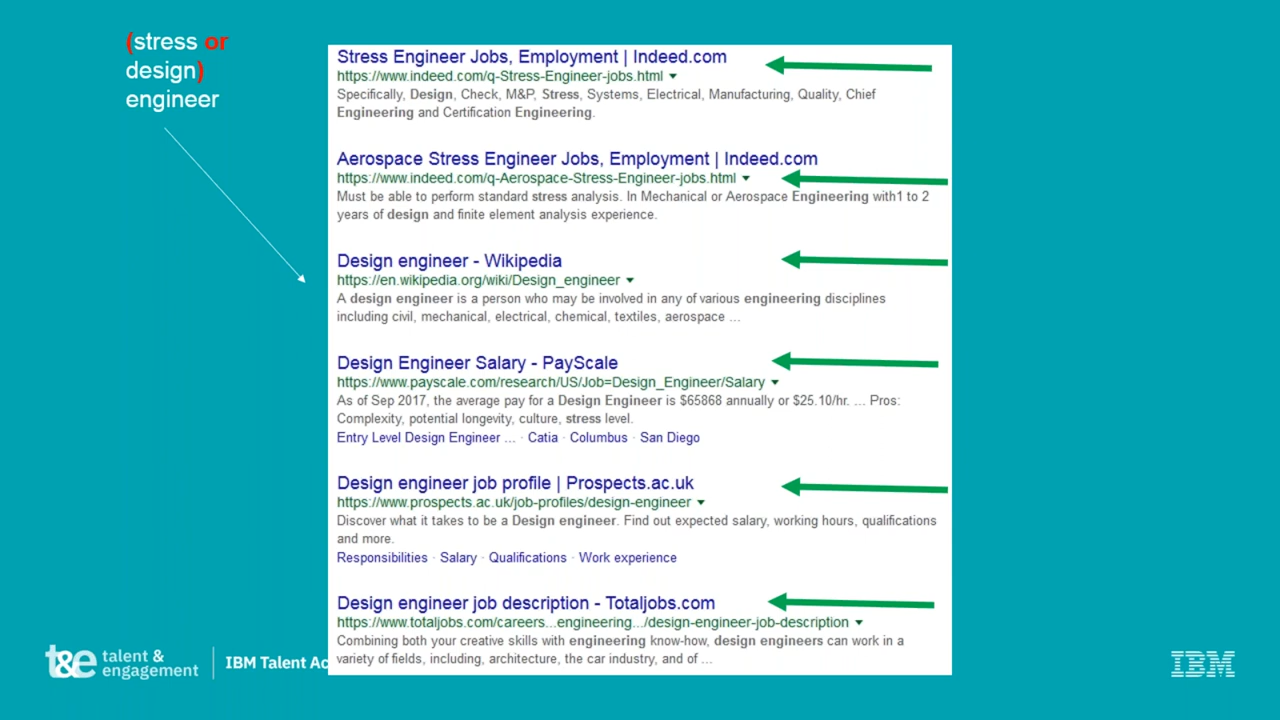 (stress or
design)
engineer
Stress Engineer Jobs, Employment | Indeed.com
https://www.indeed.com/q-Stress-Engineer-jobs.html
Specifically, Design, Check, M&P, Stress, Systems, Electrical, Manufacturing, Quality, Chief
Engineering and Certification Engineering.
Aerospace Stress Engineer Jobs, Employment | Indeed.com
https://www.indeed.com/q-Aerospace-Stress-Engineer-jobs.html
Must be able to perform standard stress analysis. In Mechanical or Aerospace Engineering with1 to 2
years of design and finite element analysis experience.
Design engineer - Wikipedia
https://en.wikipedia.org/wiki/Design_engineer
A design engineer is a person who may be involved in any of various engineering disciplines
including civil, mechanical, electrical, chemical, textiles, aerospace ...
Design Engineer Salary - PayScale
https://www.payscale.com/research/US/Job=Design_Engineer/Salary
As of Sep 2017, the average pay for a Design Engineer is $65868 annually or $25.10/hr. ... Pros:
Complexity, potential longevity, culture, stress level.
Entry Level Design Engineer ... · Catia · Columbus · San Diego
Design engineer job profile | Prospects.ac.uk
https://www.prospects.ac.uk/job-profiles/design-engineer
Discover what it takes to be a Design engineer. Find out expected salary, working hours, qualifications
and more.
Responsibilities · Salary · Qualifications · Work experience
Design engineer job description - Totaljobs.com
https://www.totaljobs.com/careers...engineering.../design-engineer-job-description
Combining both your creative skills with engineering know-how, design engineers can work in a
variety of fields, including, architecture, the car industry, and of ...
t&e talent &
engagement
IBM Talent Ac
IBM